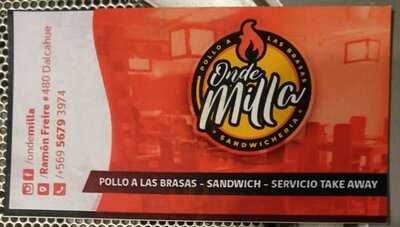 POLLO A LAS BRASAS
Onde
Milla
• SANDWICHERIA •
POLLO A LAS BRASAS - SANDWICH - SERVICIO TAKE AWAY
/ondemilla
/Ramón Freire # 480 Dalcahue
/+569 5679 3974